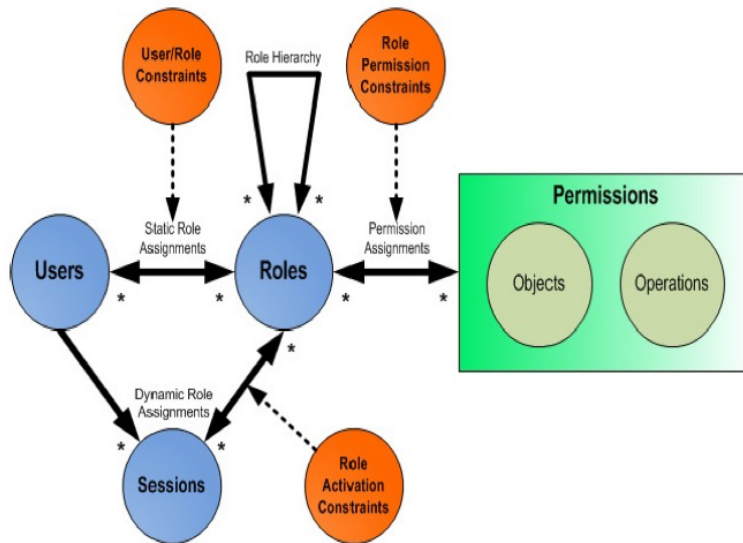 User/Role
Constraints
Role Hierarchy
Role
Permission
Constraints
Permissions
* *
Static Role
Assignments
Permission
Assignments
Users
Roles
Objects
Operations
* * * *
*
Dynamic Role
Assignments
* *
Sessions
Role
Activation
Constraints